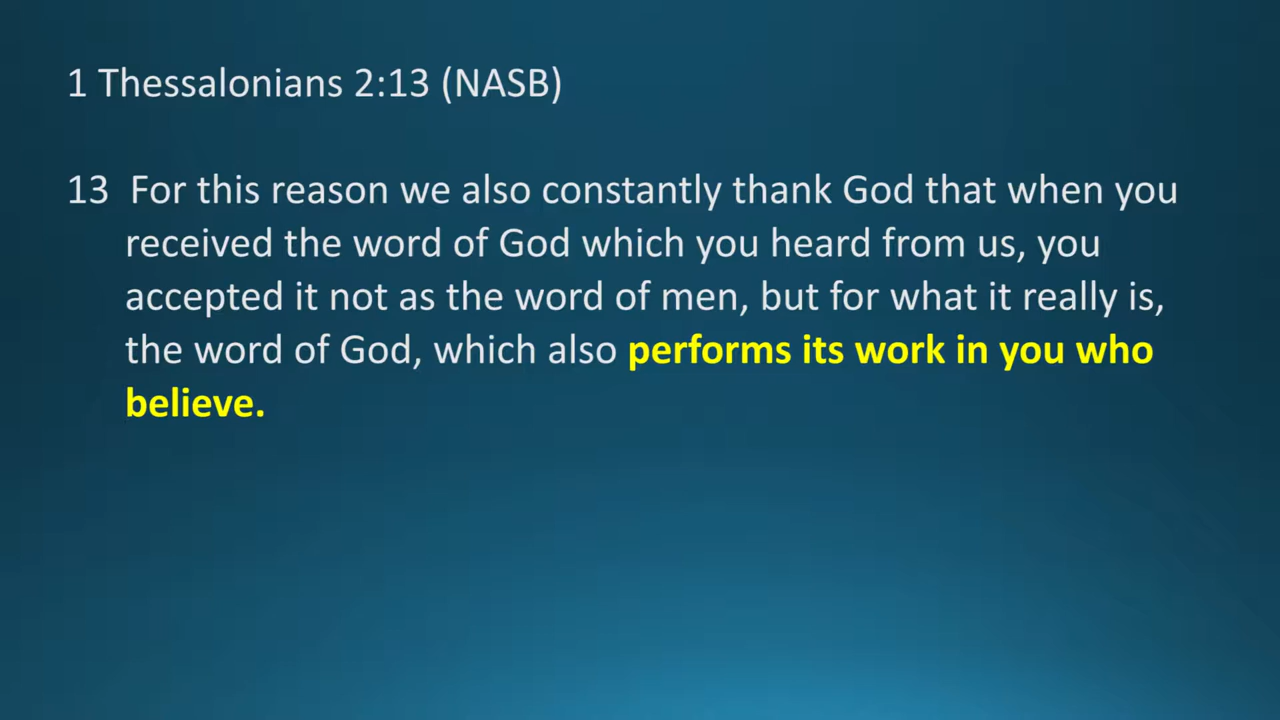 1 Thessalonians 2:13 (NASB)
13 For this reason we also constantly thank God that when you
received the word of God which you heard from us, you
accepted it not as the word of men, but for what it really is,
the word of God, which also performs its work in you who
believe.